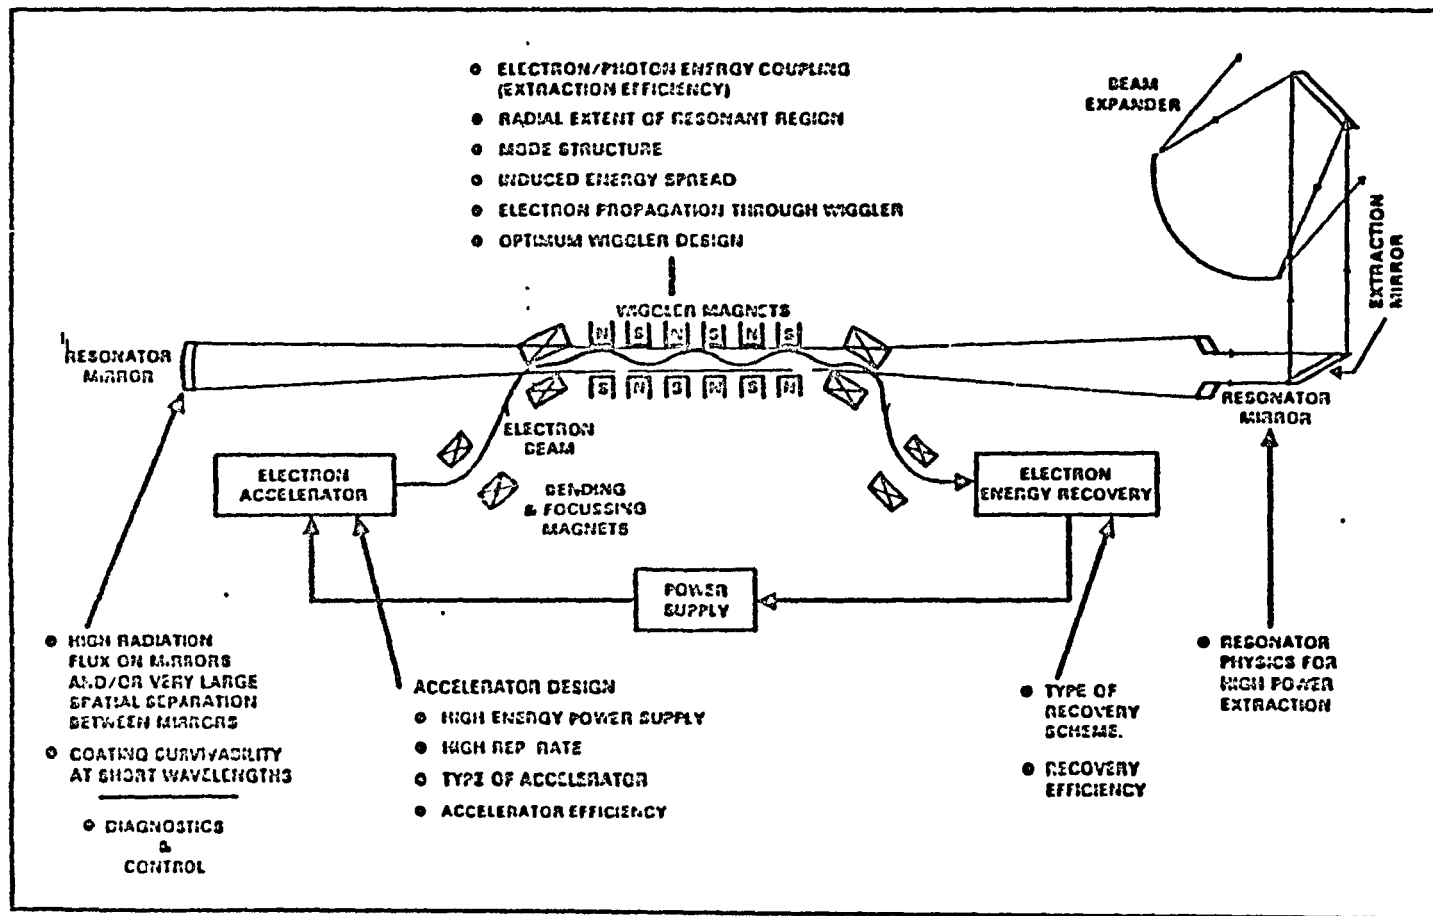 ● ELECTRON/PHOTON ENERGY COUPLING
(EXTRACTION EFFICIENCY)
● RADIAL EXTENT OF RESONANT REGION
● MODE STRUCTURE
● INDUCED ENERGY SPREAD
● ELECTRON PROPAGATION THROUGH WIGGLER
● OPTIMUM WIGGLER DESIGN
BEAM
EXPANDER
EXTRACTION
MIRROR
WIGGLER MAGNETS
N S N S N S
S N S N S N
RESONATOR
MIRROR
RESONATOR
MIRROR
ELECTRON
BEAM
ELECTRON
ACCELERATOR
BENDING
& FOCUSSING
MAGNETS
ELECTRON
ENERGY RECOVERY
POWER
SUPPLY
● HIGH RADIATION
FLUX ON MIRRORS
AND/OR VERY LARGE
SPATIAL SEPARATION
BETWEEN MIRRORS
● COATING SURVIVABILITY
AT SHORT WAVELENGTHS
● DIAGNOSTICS
&
CONTROL
ACCELERATOR DESIGN
● HIGH ENERGY POWER SUPPLY
● HIGH REP RATE
● TYPE OF ACCELERATOR
● ACCELERATOR EFFICIENCY
● TYPE OF
RECOVERY
SCHEME.
● RECOVERY
EFFICIENCY
● RESONATOR
PHYSICS FOR
HIGH POWER
EXTRACTION